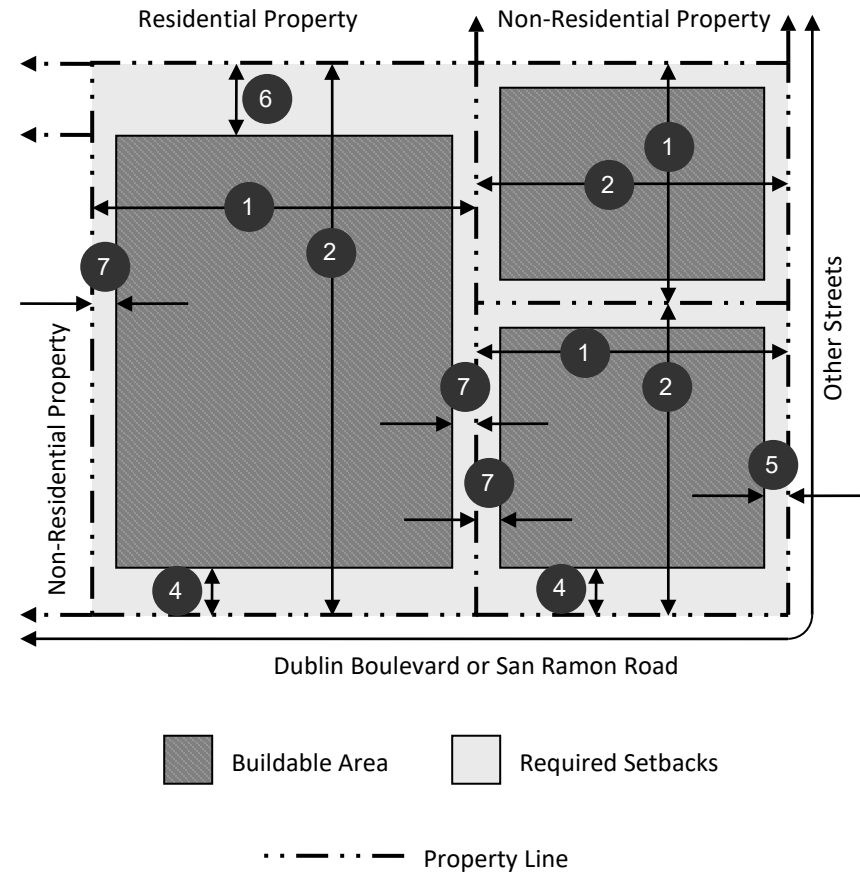 Residential Property
Non-Residential Property
6
1
1
2
2
7
Non-Residential Property
Other Streets
1
7
2
7
5
4
4
Dublin Boulevard or San Ramon Road
Buildable Area
Required Setbacks
Property Line